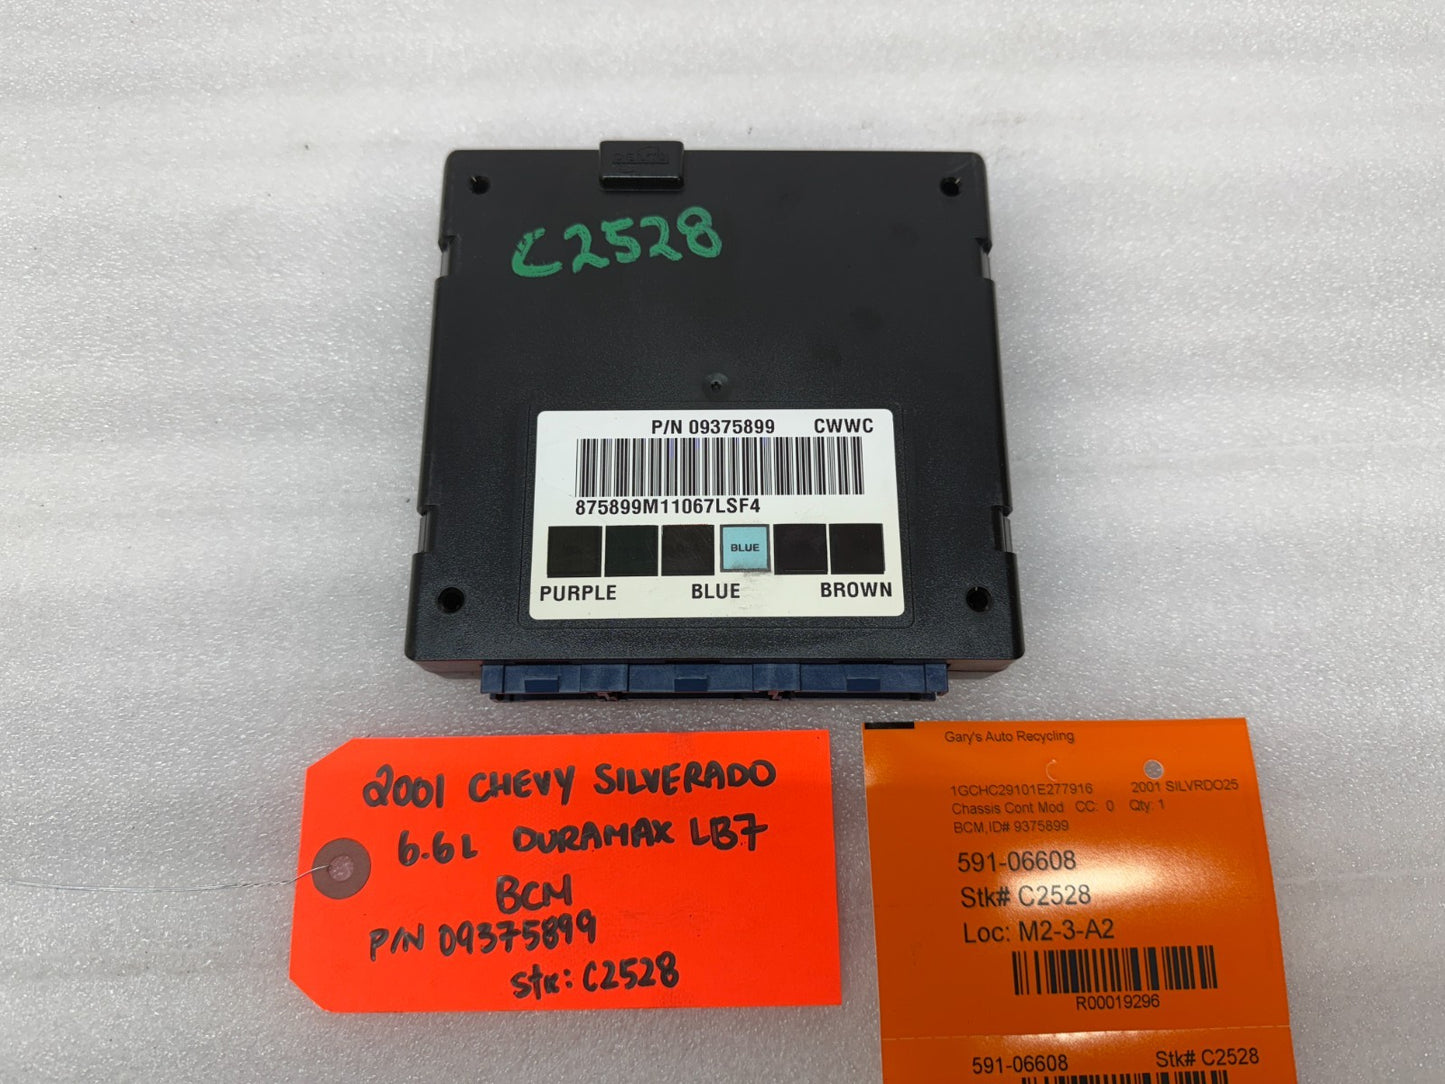 C2528
P/N 09375899 CWWC
875899M11067LSF4
BLUE
PURPLE BLUE BROWN
2001 CHEVY SILVERADO
6.6L DURAMAX LB7
BCM
P/N 09375899
Stk: C2528
Gary's Auto Recycling
1GCHC29101E277916 2001 SILVRDO25
Chassis Cont Mod CC: 0 Qty: 1
BCM,ID# 9375899
591-06608
Stk# C2528
Loc: M2-3-A2
R00019296
591-06608 Stk# C2528